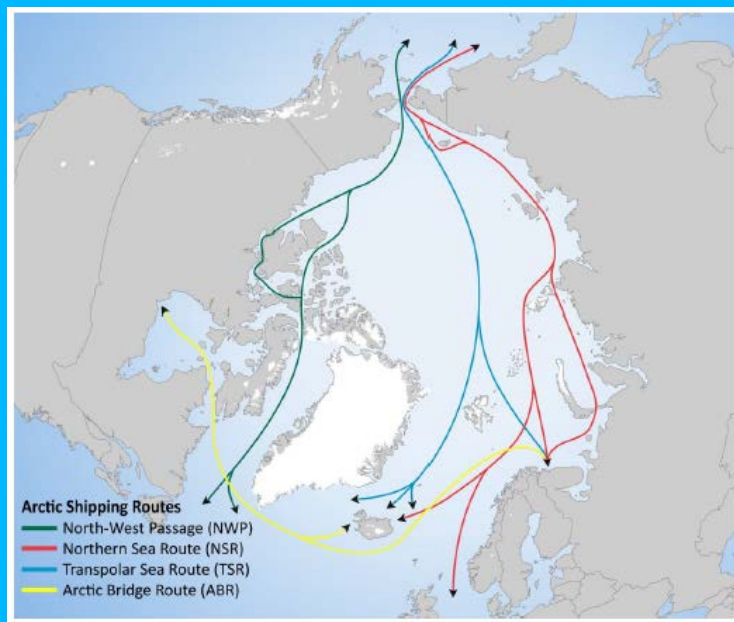 Arctic Shipping Routes
North-West Passage (NWP)
Northern Sea Route (NSR)
Transpolar Sea Route (TSR)
Arctic Bridge Route (ABR)